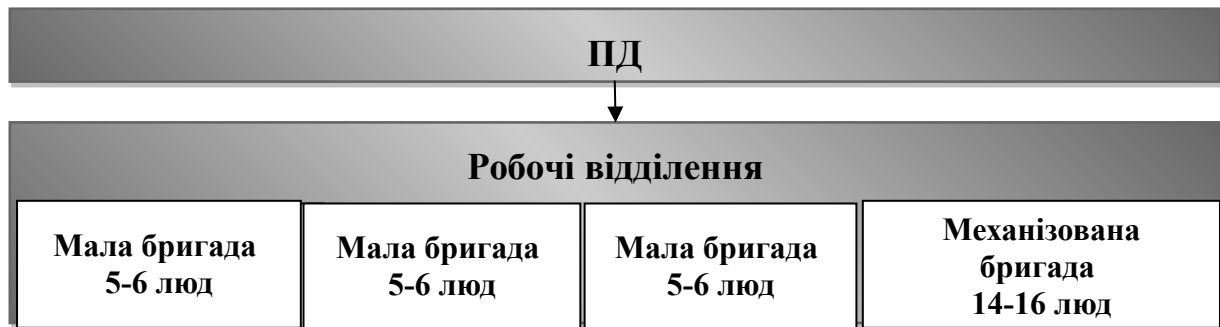 ПД
Робочі відділення
Мала бригада
5-6 люд
Мала бригада
5-6 люд
Мала бригада
5-6 люд
Механізована
бригада
14-16 люд